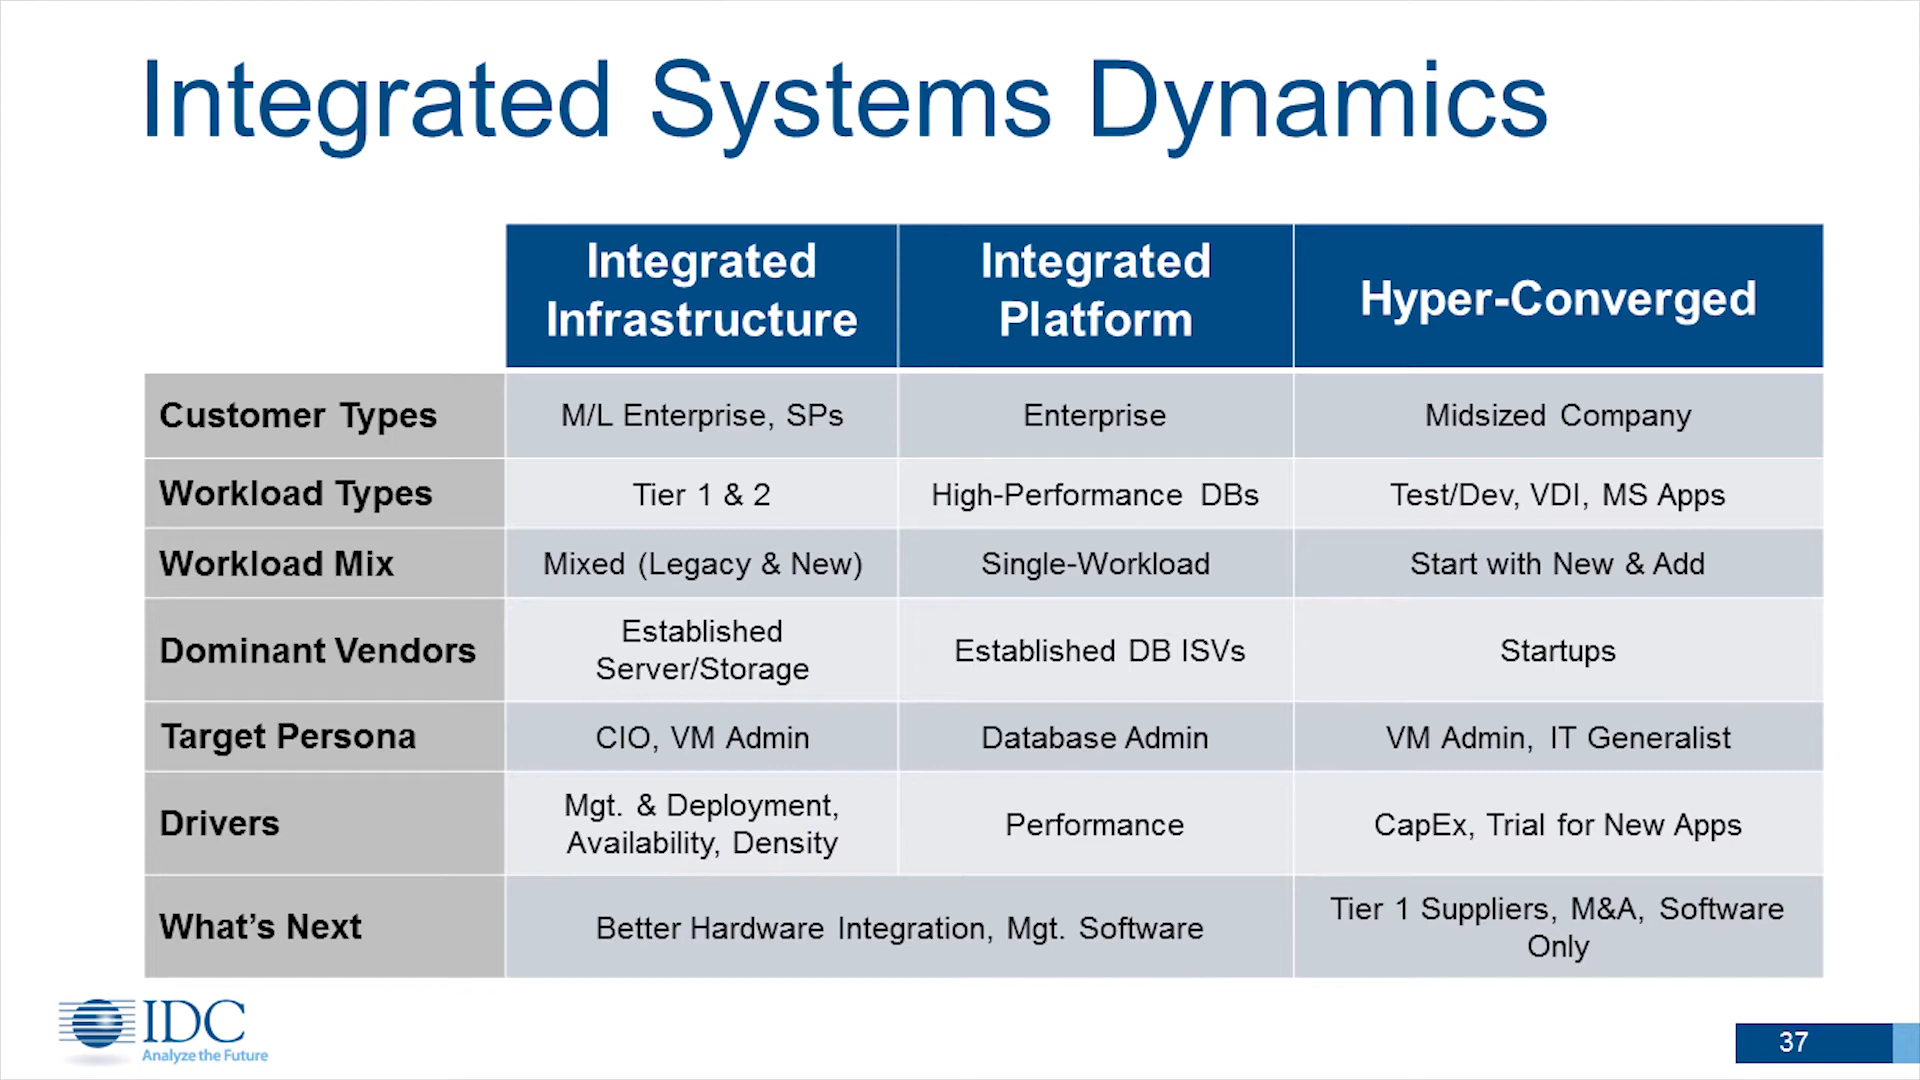 Integrated Systems Dynamics
Integrated
Infrastructure
Integrated
Platform
Hyper-Converged
Customer Types
M/L Enterprise, SPs
Enterprise
Midsized Company
Workload Types
Tier 1 & 2
High-Performance DBs
Test/Dev, VDI, MS Apps
Workload Mix
Mixed (Legacy & New)
Single-Workload
Start with New & Add
Dominant Vendors
Established
Server/Storage
Established DB ISVs
Startups
Target Persona
CIO, VM Admin
Database Admin
VM Admin, IT Generalist
Drivers
Mgt. & Deployment,
Availability, Density
Performance
CapEx, Trial for New Apps
What's Next
Better Hardware Integration, Mgt. Software
Tier 1 Suppliers, M&A, Software
Only
IDC
Analyze the Future
37